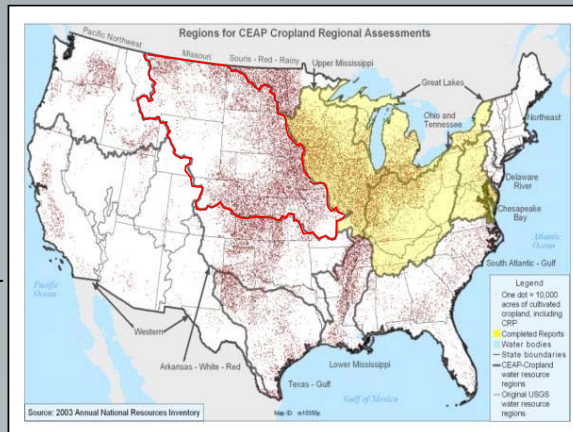 Regions for CEAP Cropland Regional Assessments
Pacific Northwest
Missouri
Souris - Red - Rainy
Upper Mississippi
Great Lakes
Ohio and
Tennessee
Northeast
Delaware
River
Chesapeake
Bay
Atlantic
Ocean
South Atlantic - Gulf
Pacific
Ocean
Western
Arkansas - White - Red
Texas - Gulf
Lower Mississippi
Gulf of Mexico
Legend
One dot = 10,000
acres of cultivated
cropland, including
CRP
Completed Reports
Water bodies
State boundaries
CEAP-Cropland
water resource
regions
Original USGS
water resource
regions
Source: 2003 Annual National Resources Inventory
Map ID: